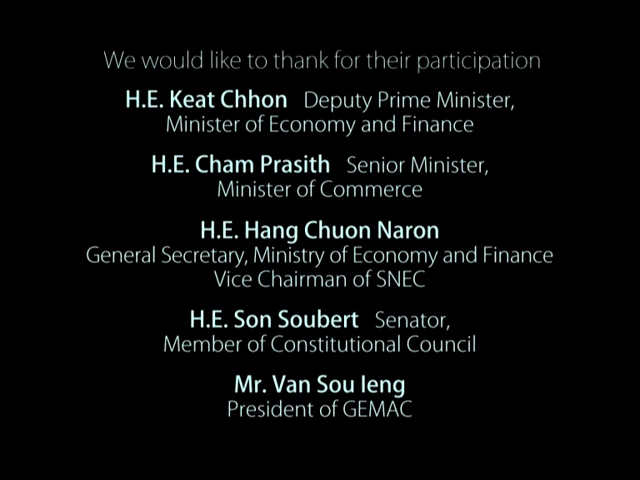 We would like to thank for their participation
H.E. Keat Chhon Deputy Prime Minister,
Minister of Economy and Finance
H.E. Cham Prasith Senior Minister,
Minister of Commerce
H.E. Hang Chuon Naron
General Secretary, Ministry of Economy and Finance
Vice Chairman of SNEC
H.E. Son Soubert Senator,
Member of Constitutional Council
Mr. Van Sou Ieng
President of GEMAC